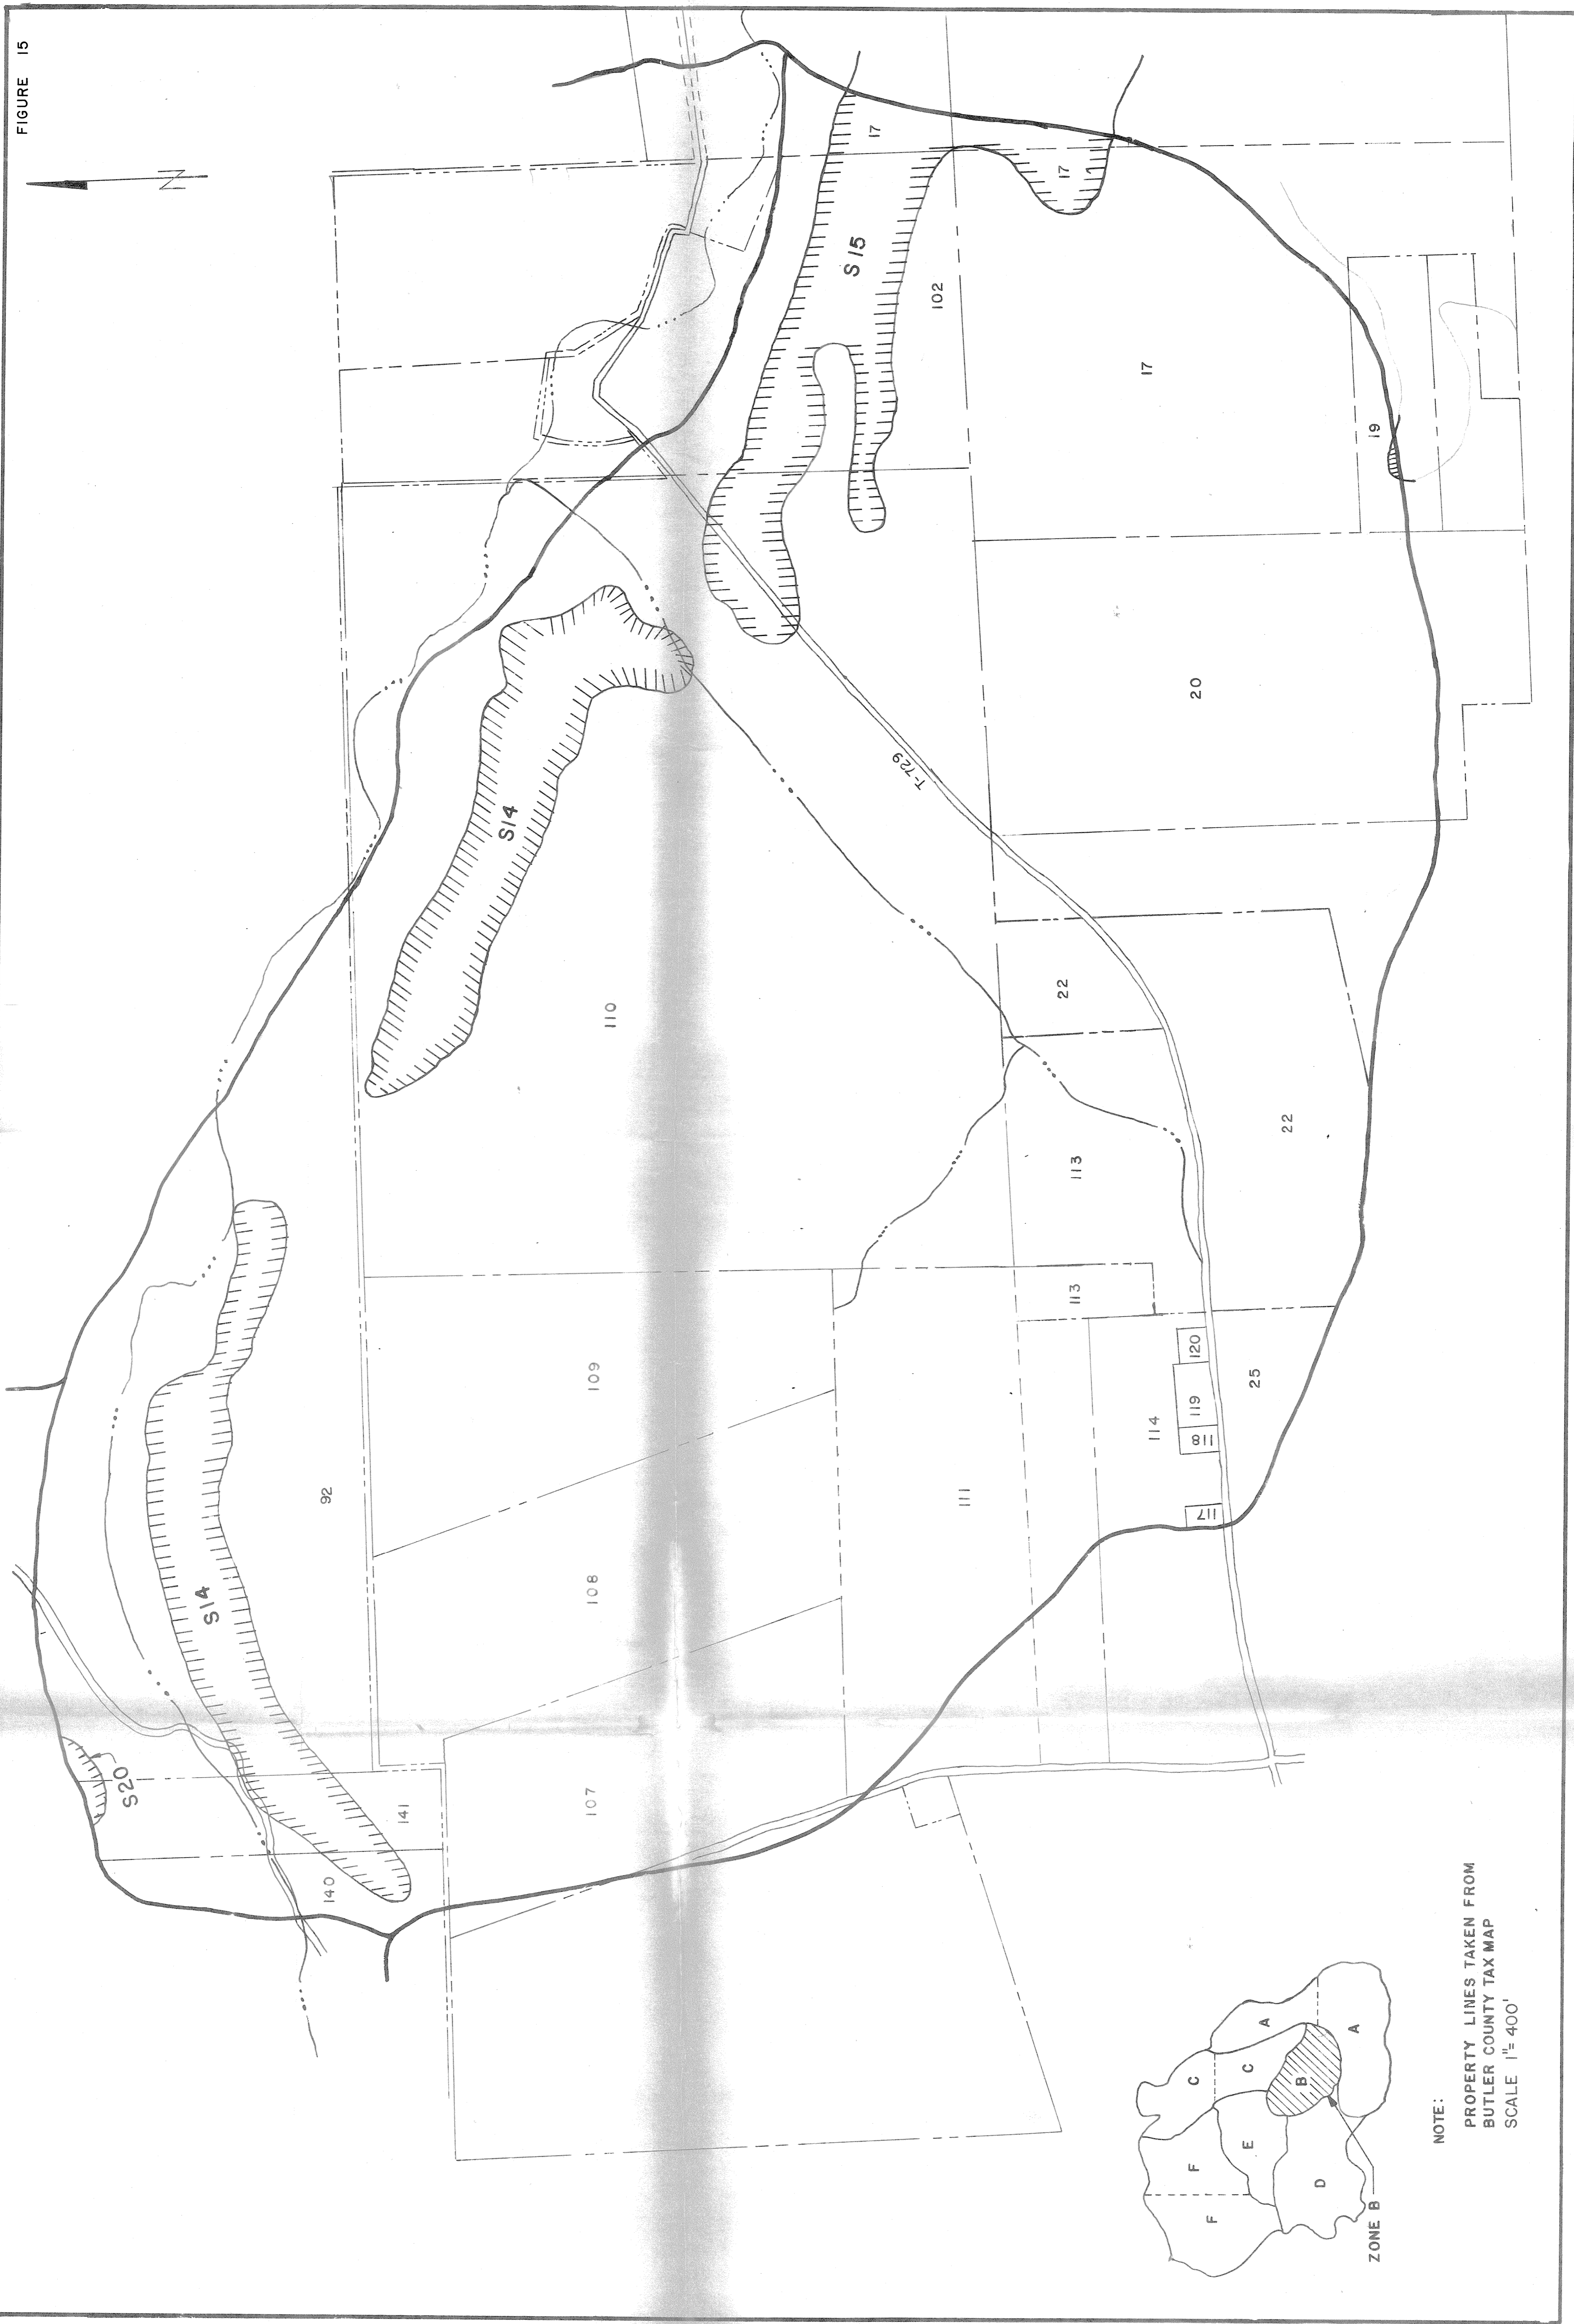 FIGURE 15
N
17
17
S15
102
17
19
20
T-729
S14
110
22
22
113
113
109
120
119
118
117
114
25
111
92
108
S14
S20
141
140
107
A
A
C
C
B
E
F
F
D
ZONE B
NOTE:
PROPERTY LINES TAKEN FROM
BUTLER COUNTY TAX MAP
SCALE 1"=400'